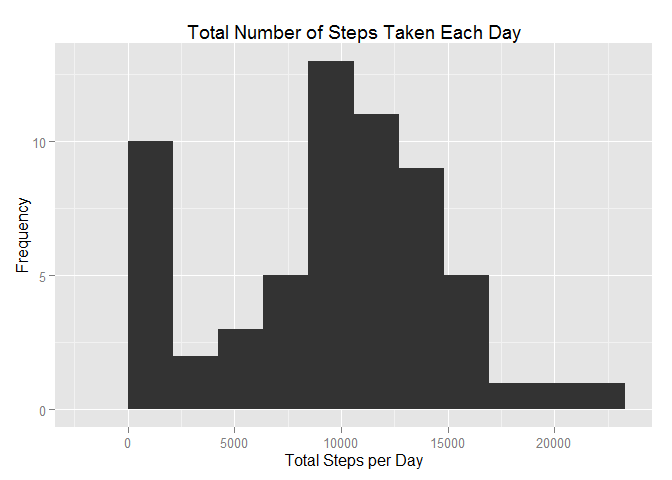 Total Number of Steps Taken Each Day
Frequency
10
5
0
0 5000 10000 15000 20000
Total Steps per Day